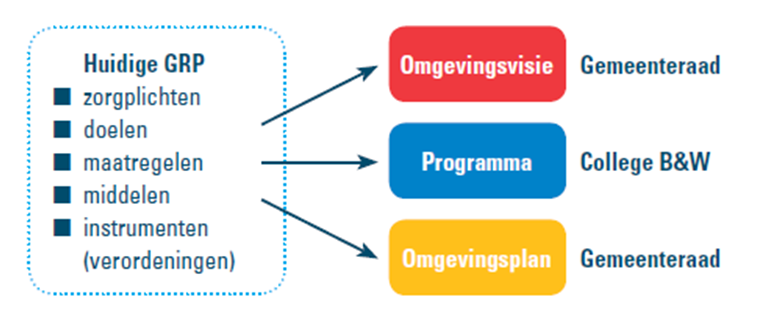 Huidige GRP
zorgplichten
doelen
maatregelen
middelen
instrumenten
(verordeningen)
Omgevingsvisie
Gemeenteraad
Programma
College B&W
Omgevingsplan
Gemeenteraad